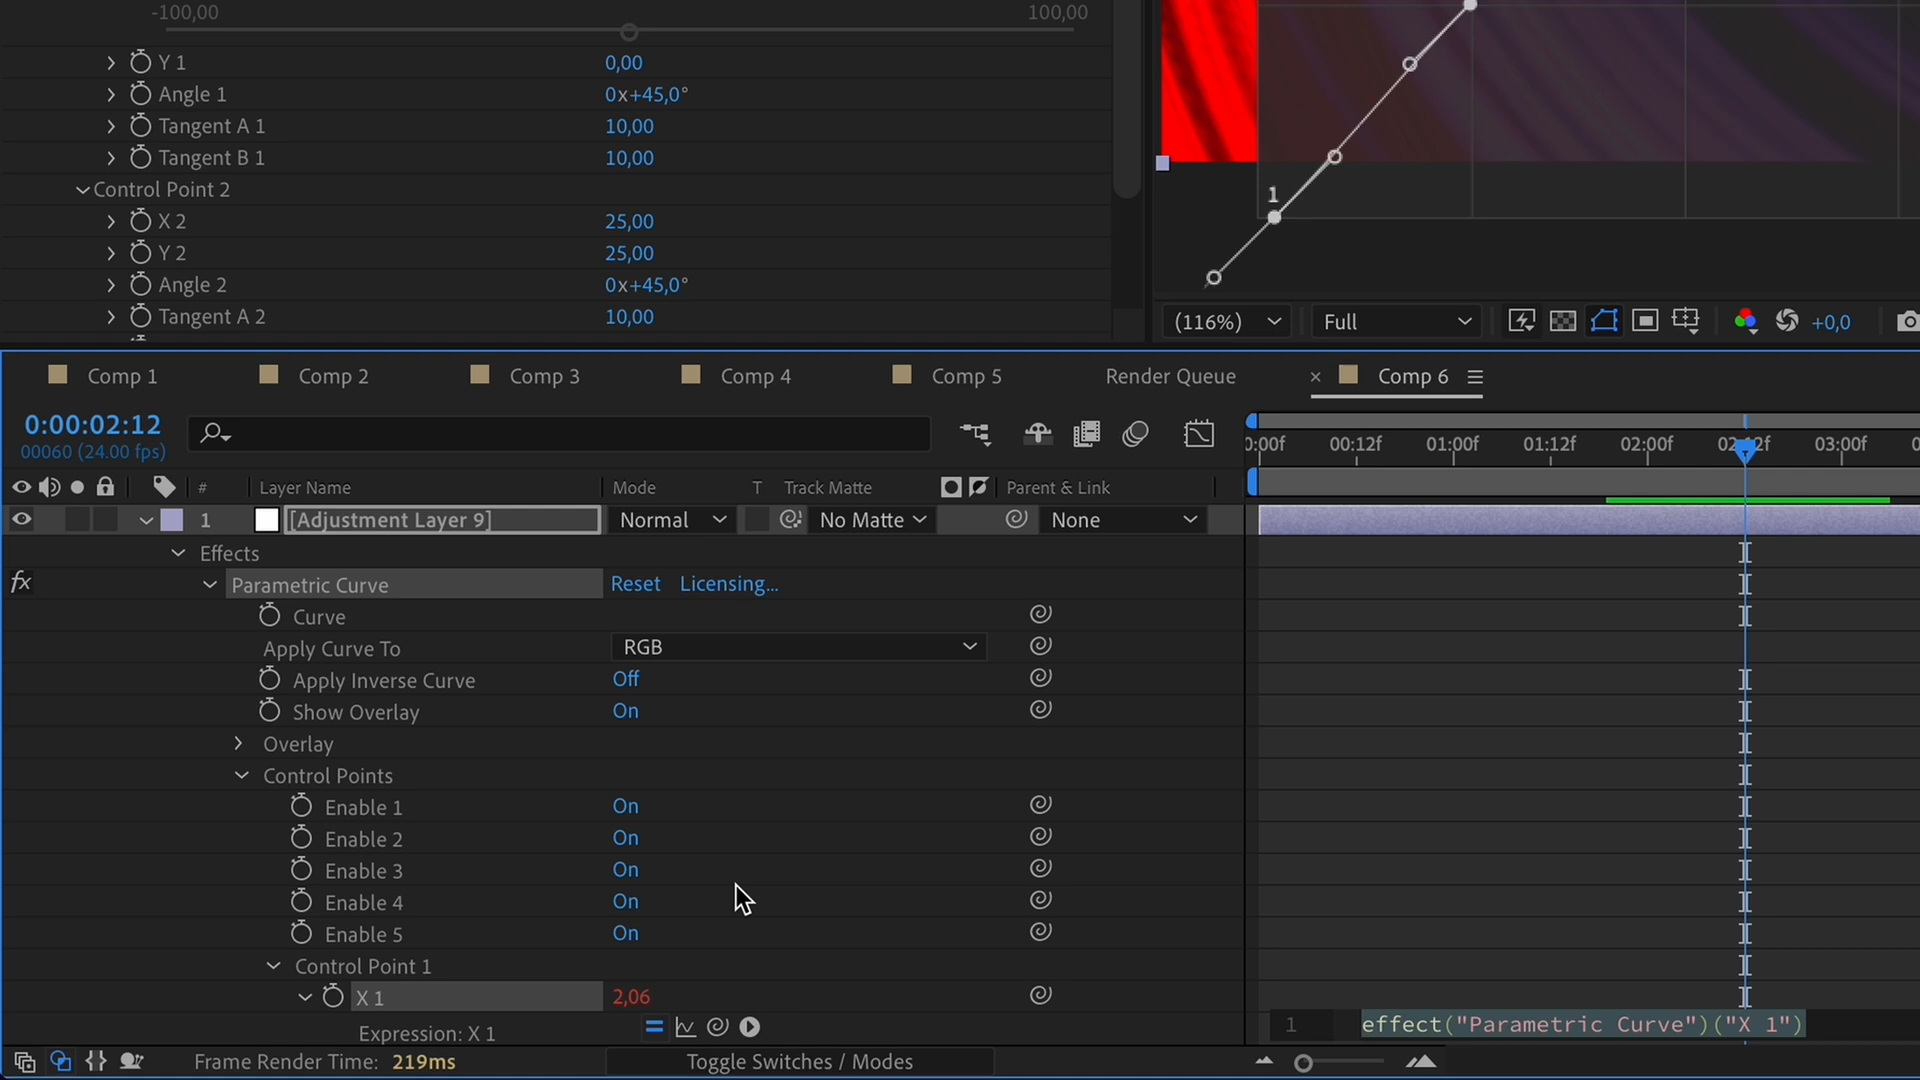 -100,00 100,00
Y 1 0,00
Angle 1 0x+45,0°
Tangent A 1 10,00
Tangent B 1 10,00
Control Point 2
X 2 25,00
Y 2 25,00
Angle 2 0x+45,0°
Tangent A 2 10,00
1
(116%) Full +0,0
Comp 1 Comp 2 Comp 3 Comp 4 Comp 5 Render Queue × Comp 6
0:00:02:12
00060 (24.00 fps)
0:00f 00:12f 01:00f 01:12f 02:00f 02:12f 03:00f
# Layer Name Mode T Track Matte Parent & Link
1 [Adjustment Layer 9] Normal No Matte None
Effects
fx Parametric Curve Reset Licensing...
Curve
Apply Curve To RGB
Apply Inverse Curve Off
Show Overlay On
Overlay
Control Points
Enable 1 On
Enable 2 On
Enable 3 On
Enable 4 On
Enable 5 On
Control Point 1
X 1 2,06
Expression: X 1
1 effect("Parametric Curve")("X 1")
Frame Render Time: 219ms Toggle Switches / Modes